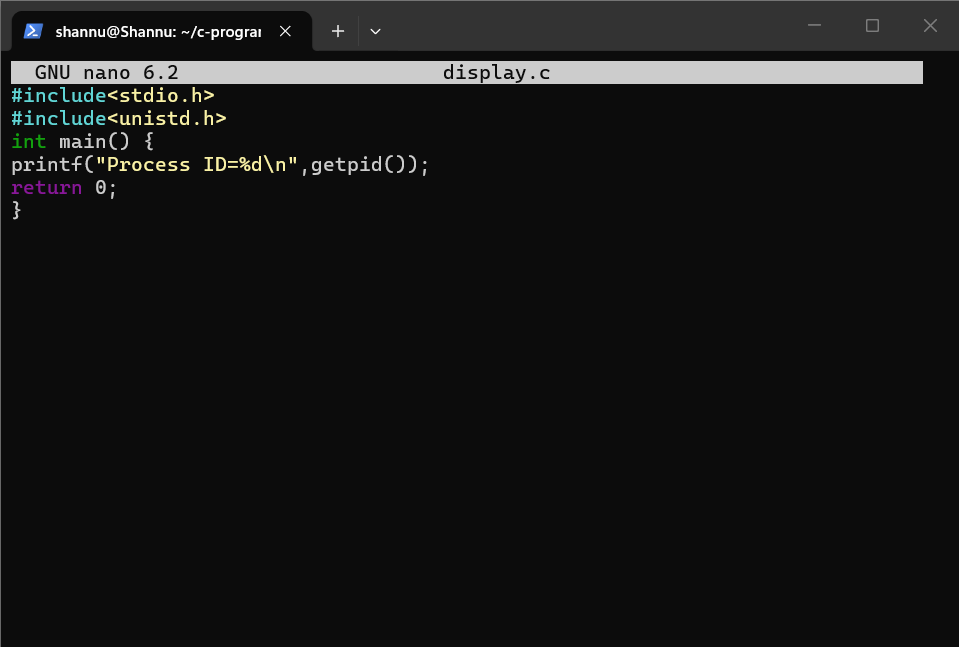 shannu@Shannu: ~/c-progra
GNU nano 6.2 display.c
#include<stdio.h>
#include<unistd.h>
int main() {
printf("Process ID=%d\n",getpid());
return 0;
}